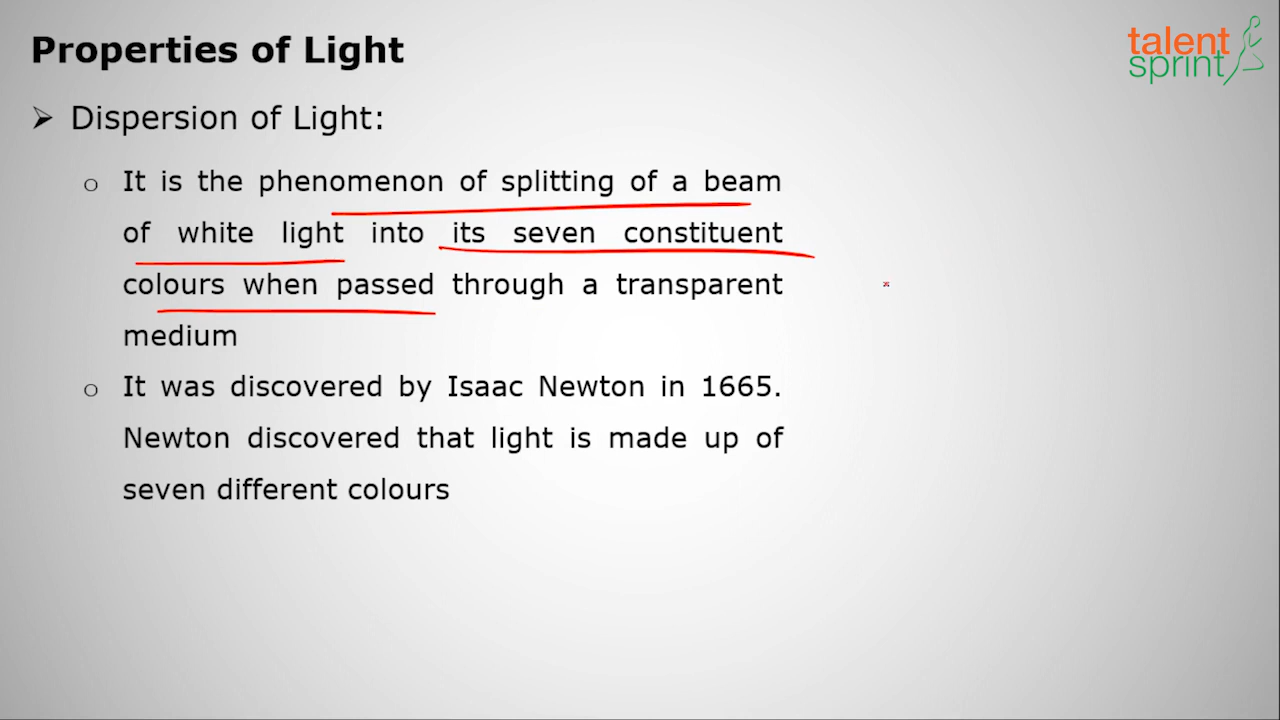 Properties of Light
talent
sprint
➢ Dispersion of Light:
o It is the phenomenon of splitting of a beam
of white light into its seven constituent
colours when passed through a transparent
medium
o It was discovered by Isaac Newton in 1665.
Newton discovered that light is made up of
seven different colours